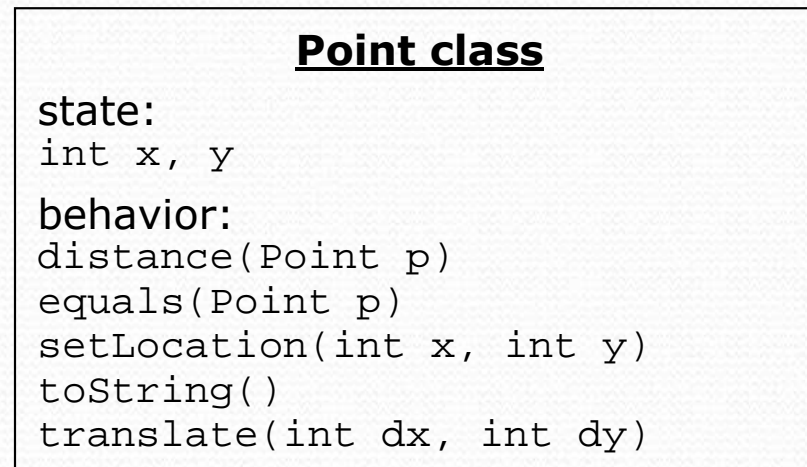 Point class
state:
int x, y
behavior:
distance(Point p)
equals(Point p)
setLocation(int x, int y)
toString()
translate(int dx, int dy)